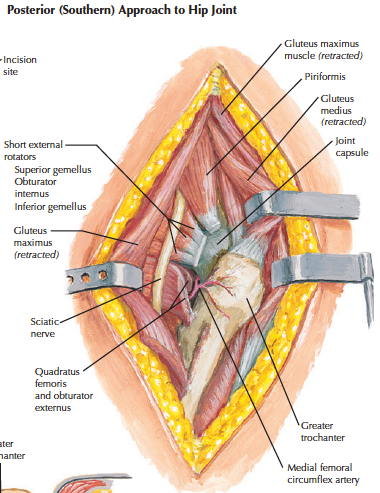 Posterior (Southern) Approach to Hip Joint
Incision
site
Gluteus maximus
muscle (retracted)
Piriformis
Gluteus
medius
(retracted)
Joint
capsule
Short external
rotators
Superior gemellus
Obturator
internus
Inferior gemellus
Gluteus
maximus
(retracted)
Sciatic
nerve
Quadratus
femoris
and obturator
externus
Greater
trochanter
Medial femoral
circumflex artery